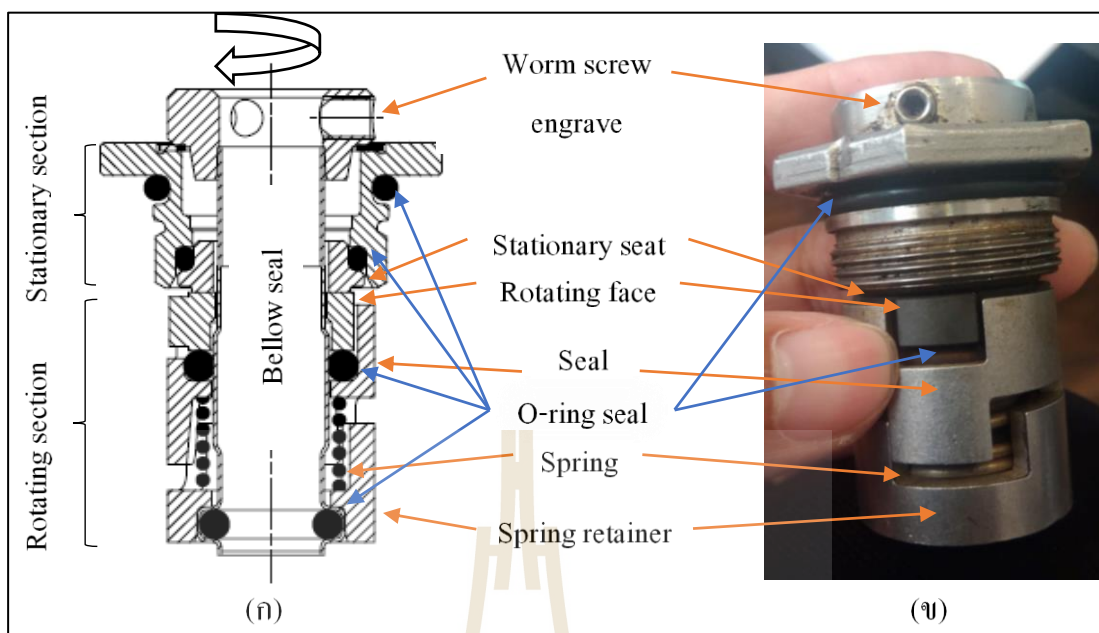 Worm screw
engrave
Stationary section
Stationary seat
Rotating face
Bellow seal
Seal
O-ring seal
Rotating section
Spring
Spring retainer
(ก)
(ข)